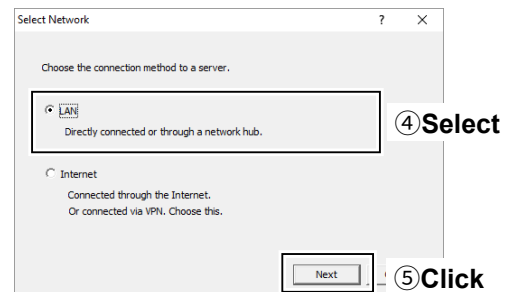 Select Network ? ×
Choose the connection method to a server.
LAN
Directly connected or through a network hub.
④Select
Internet
Connected through the Internet.
Or connected via VPN. Choose this.
Next
⑤Click